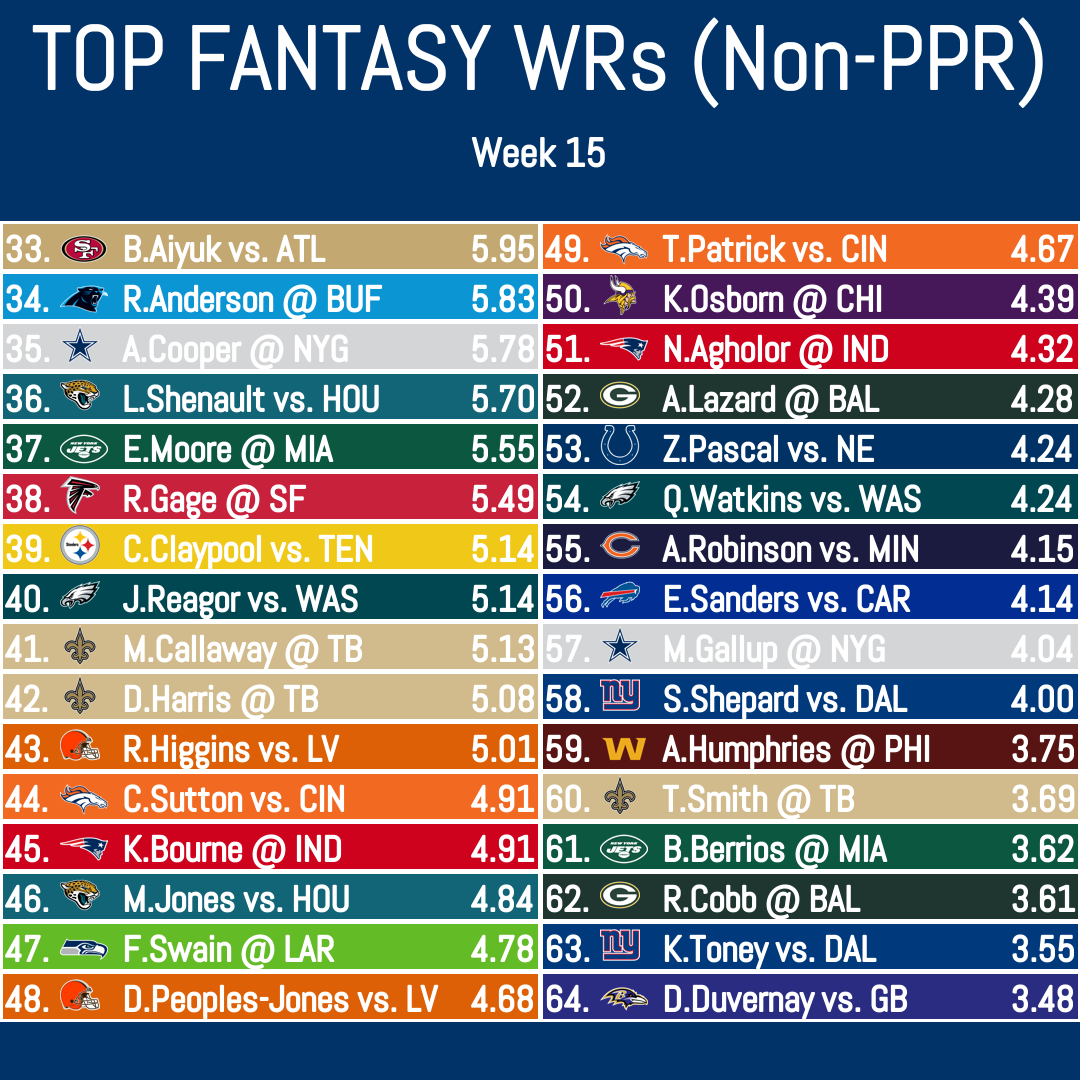 TOP FANTASY WRs (Non-PPR)
Week 15
33. B.Aiyuk vs. ATL 5.95
34. R.Anderson @ BUF 5.83
35. A.Cooper @ NYG 5.78
36. L.Shenault vs. HOU 5.70
37. NEW YORK JETS E.Moore @ MIA 5.55
38. R.Gage @ SF 5.49
39. Steelers C.Claypool vs. TEN 5.14
40. J.Reagor vs. WAS 5.14
41. M.Callaway @ TB 5.13
42. D.Harris @ TB 5.08
43. R.Higgins vs. LV 5.01
44. C.Sutton vs. CIN 4.91
45. K.Bourne @ IND 4.91
46. M.Jones vs. HOU 4.84
47. F.Swain @ LAR 4.78
48. D.Peoples-Jones vs. LV 4.68
49. T.Patrick vs. CIN 4.67
50. K.Osborn @ CHI 4.39
51. N.Agholor @ IND 4.32
52. G A.Lazard @ BAL 4.28
53. Z.Pascal vs. NE 4.24
54. Q.Watkins vs. WAS 4.24
55. C A.Robinson vs. MIN 4.15
56. E.Sanders vs. CAR 4.14
57. M.Gallup @ NYG 4.04
58. ny S.Shepard vs. DAL 4.00
59. W A.Humphries @ PHI 3.75
60. T.Smith @ TB 3.69
61. NEW YORK JETS B.Berrios @ MIA 3.62
62. G R.Cobb @ BAL 3.61
63. ny K.Toney vs. DAL 3.55
64. D.Duvernay vs. GB 3.48